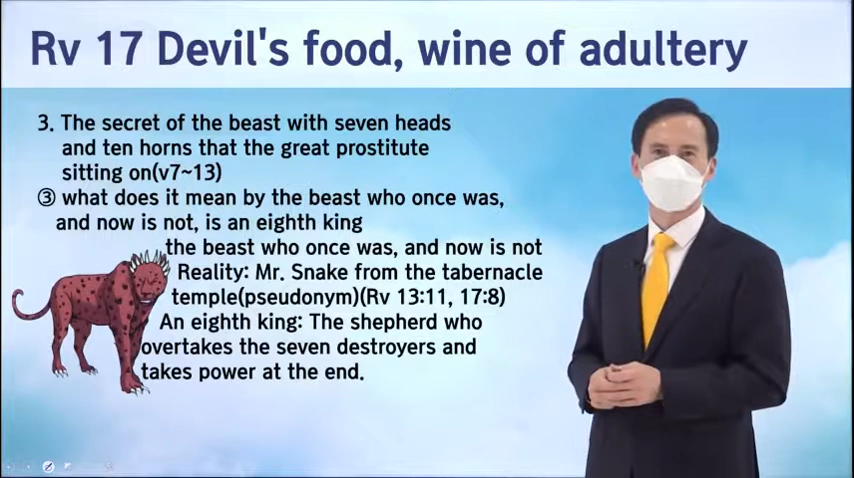 Rv 17 Devil's food, wine of adultery
3. The secret of the beast with seven heads
and ten horns that the great prostitute
sitting on(v7~13)
③ what does it mean by the beast who once was,
and now is not, is an eighth king
the beast who once was, and now is not
Reality: Mr. Snake from the tabernacle
temple(pseudonym)(Rv 13:11, 17:8)
An eighth king: The shepherd who
overtakes the seven destroyers and
takes power at the end.